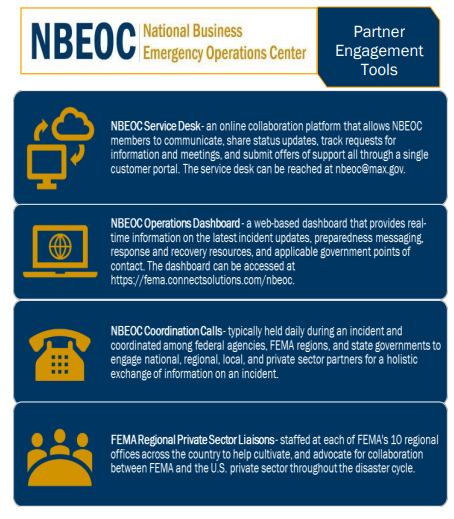 NBEOC
National Business
Emergency Operations Center
Partner
Engagement
Tools
NBEOC Service Desk- an online collaboration platform that allows NBEOC
members to communicate, share status updates, track requests for
information and meetings, and submit offers of support all through a single
customer portal. The service desk can be reached at nbeoc@max.gov.
NBEOC Operations Dashboard - a web-based dashboard that provides real-
time information on the latest incident updates, preparedness messaging,
response and recovery resources, and applicable government points of
contact. The dashboard can be accessed at
https://fema.connectsolutions.com/nbeoc.
NBEOC Coordination Calls- typically held daily during an incident and
coordinated among federal agencies, FEMA regions, and state governments to
engage national, regional, local, and private sector partners for a holistic
exchange of information on an incident.
FEMA Regional Private Sector Liaisons- staffed at each of FEMA's 10 regional
offices across the country to help cultivate, and advocate for collaboration
between FEMA and the U.S. private sector throughout the disaster cycle.